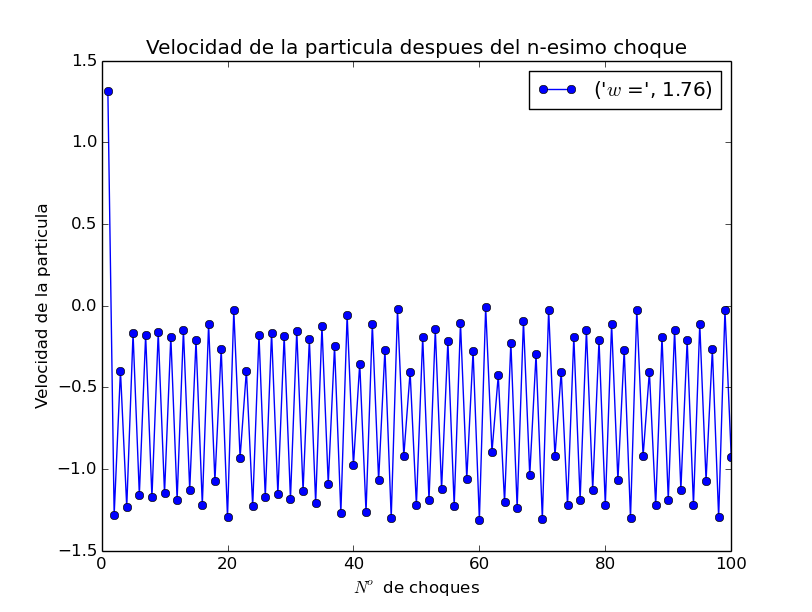 Velocidad de la particula despues del n-esimo choque
('w =', 1.76)
1.5
1.0
0.5
0.0
−0.5
−1.0
−1.5
Velocidad de la particula
0 20 40 60 80 100
Nº de choques